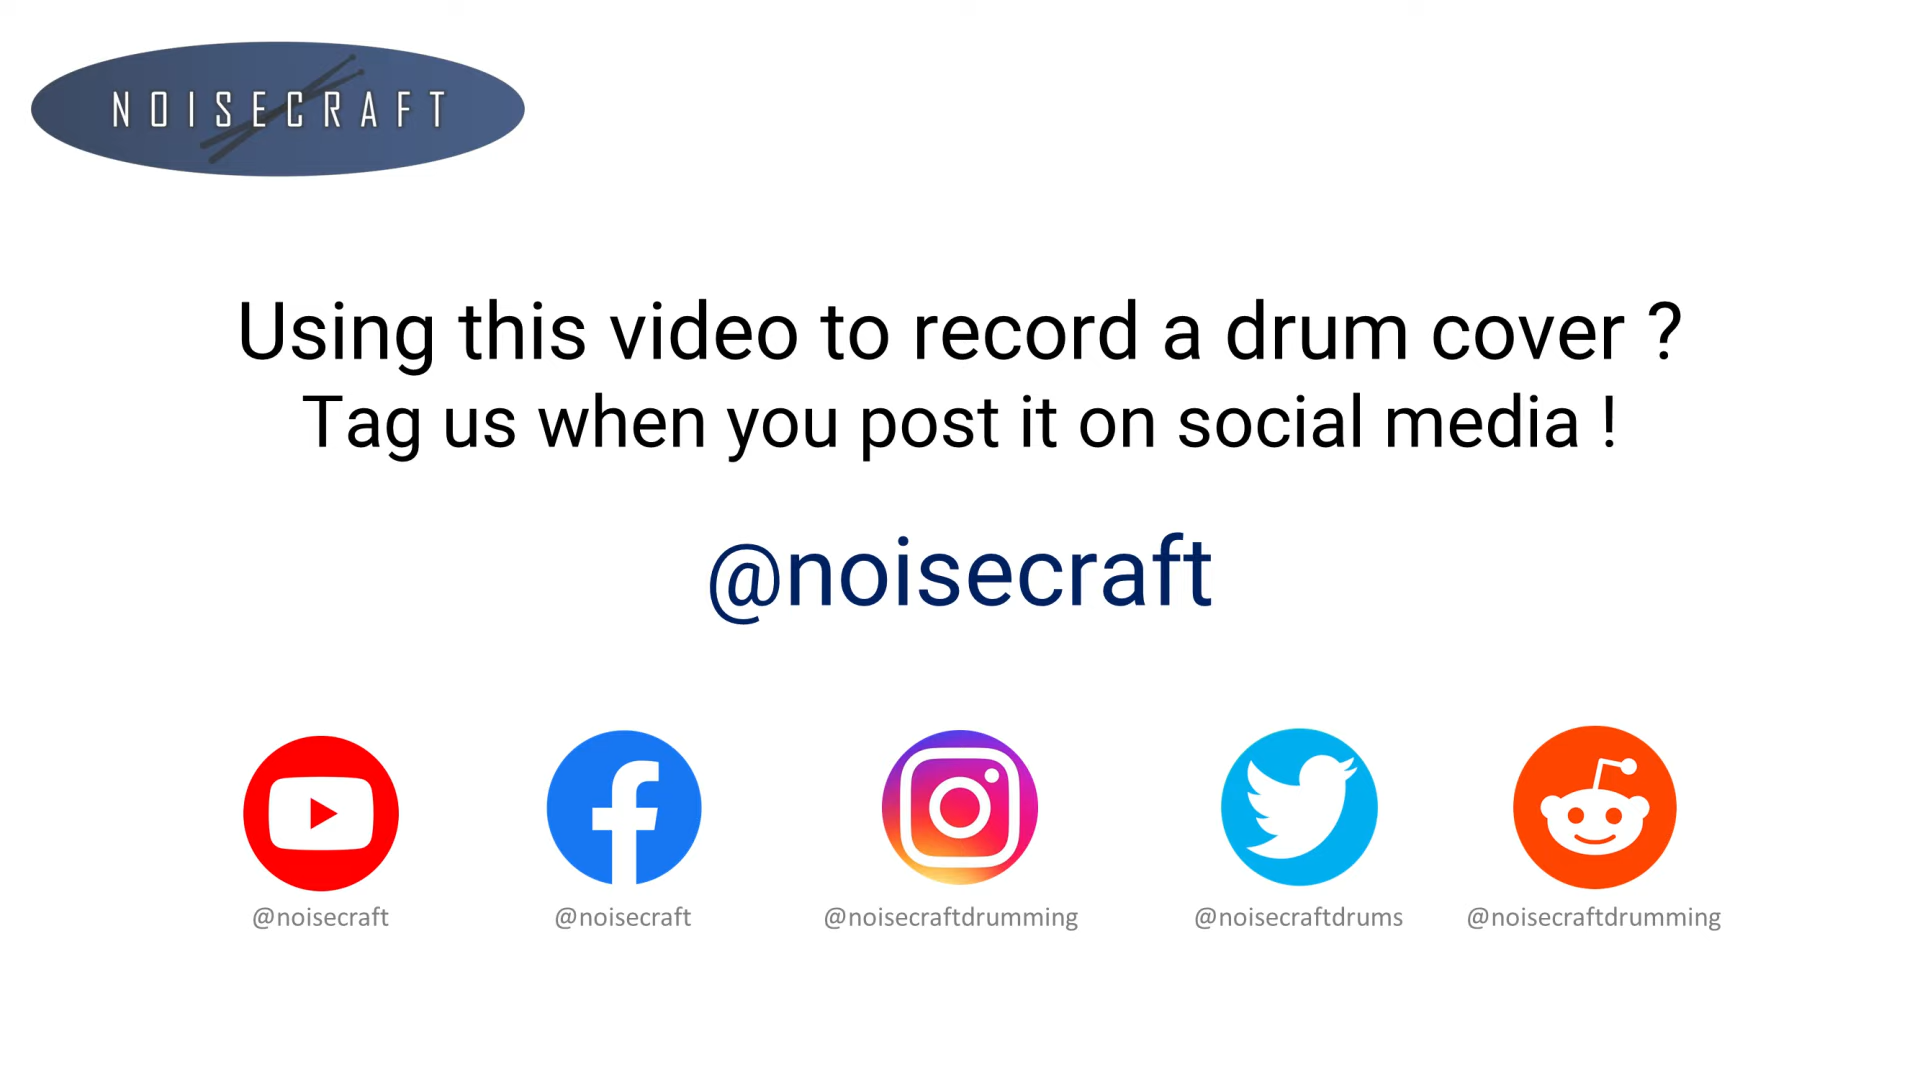 NOISECRAFT
Using this video to record a drum cover ?
Tag us when you post it on social media !
@noisecraft
@noisecraft @noisecraft @noisecraftdrumming @noisecraftdrums @noisecraftdrumming